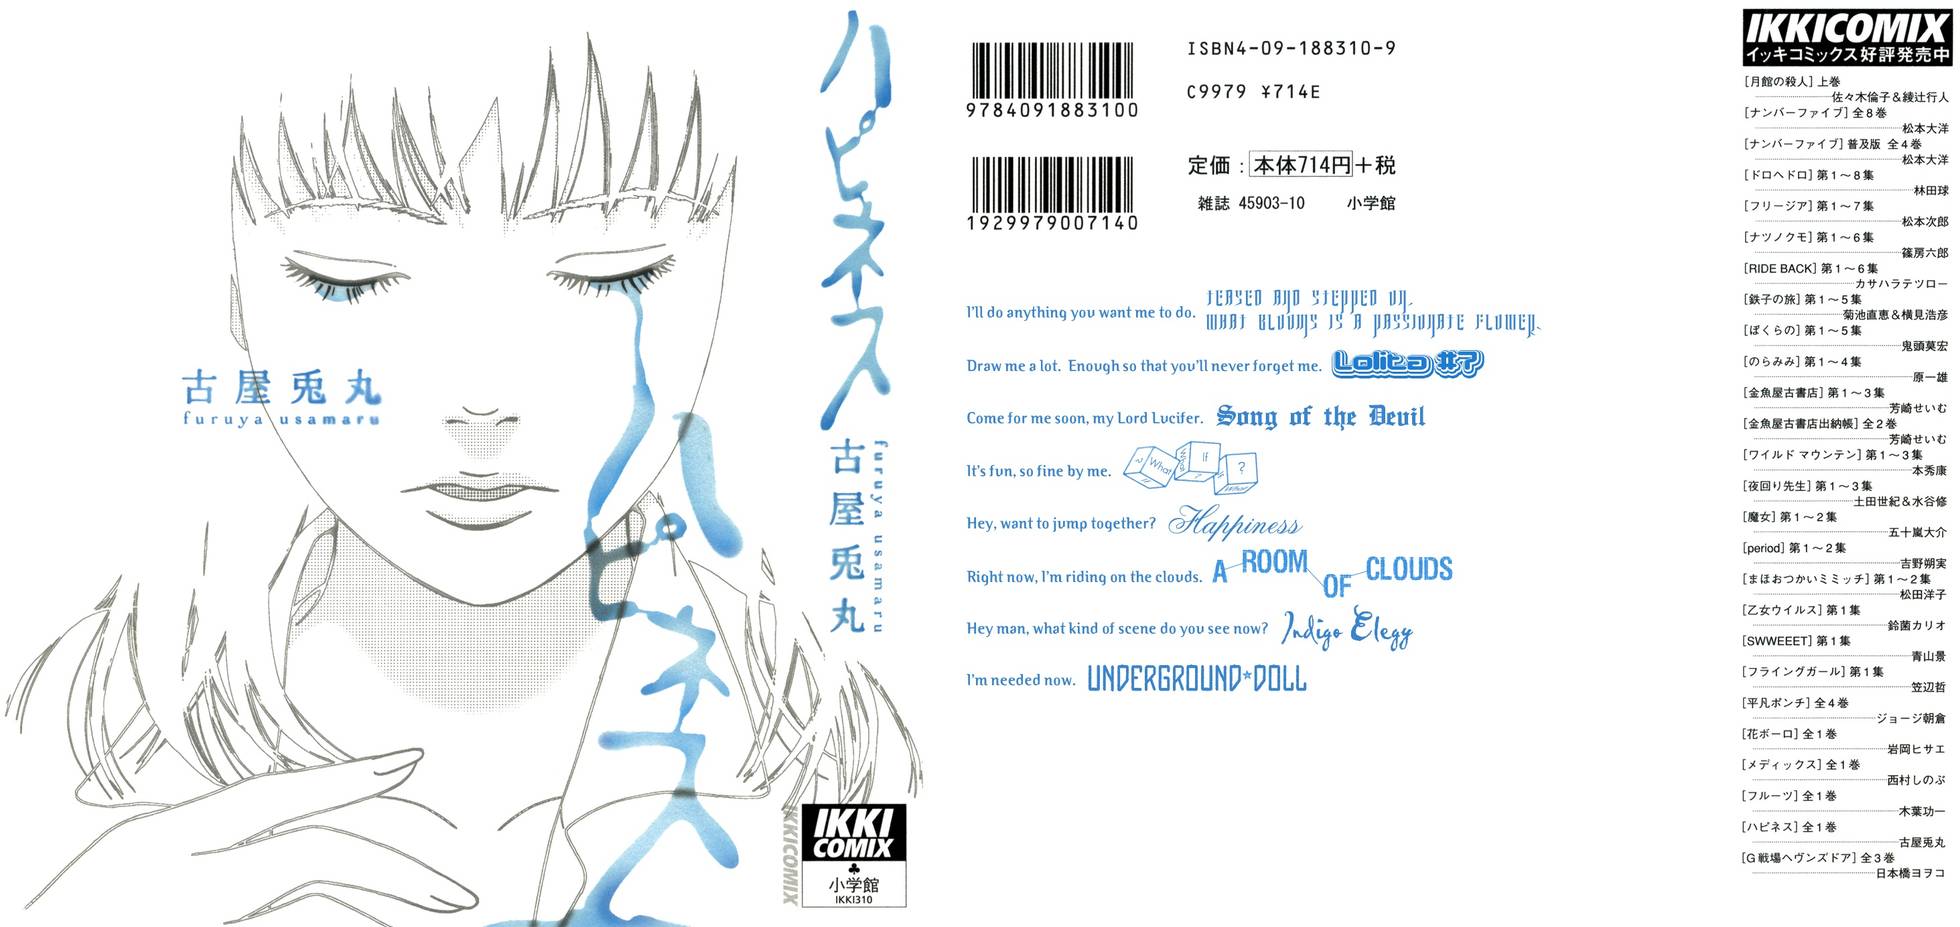 ハピネス
古屋兎丸
furuya usamaru
ハピネス
古屋兎丸
furuya usamaru
IKKI
COMIX
小学館
IKKI310
IKKICOMIX
ISBN4-09-188310-9
C9979 ¥714E
9784091883100
定価：本体714円＋税
雑誌 45903-10 小学館
1929979007140
I'll do anything you want me to do. TEASED AND STEPPED ON.
WHAT BLOOMS IS A PASSIONATE FLOWER.
Draw me a lot. Enough so that you'll never forget me. Lolita #7
Come for me soon, my Lord Lucifer. Song of the Devil
It's fun, so fine by me. What If ?
Hey, want to jump together? Happiness
Right now, I'm riding on the clouds. A ROOM OF CLOUDS
Hey man, what kind of scene do you see now? Indigo Elegy
I'm needed now. UNDERGROUND★DOLL
IKKICOMIX
イッキコミックス好評発売中
［月館の殺人］上巻
佐々木倫子＆綾辻行人
［ナンバーファイブ］全8巻
松本大洋
［ナンバーファイブ］普及版 全4巻
松本大洋
［ドロヘドロ］第1～8集
林田球
［フリージア］第1～7集
松本次郎
［ナツノクモ］第1～6集
篠房六郎
［RIDE BACK］第1～6集
カサハラテツロー
［鉄子の旅］第1～5集
菊池直恵＆横見浩彦
［ぼくらの］第1～5集
鬼頭莫宏
［のらみみ］第1～4集
原一雄
［金魚屋古書店］第1～3集
芳崎せいむ
［金魚屋古書店出納帳］全2巻
芳崎せいむ
［ワイルド マウンテン］第1～3集
本秀康
［夜回り先生］第1～3集
土田世紀＆水谷修
［魔女］第1～2集
五十嵐大介
［period］第1～2集
吉野朔実
［まほおつかいミミッチ］第1～2集
松田洋子
［乙女ウイルス］第1集
鈴菌カリオ
［SWWEEET］第1集
青山景
［フライングガール］第1集
笠辺哲
［平凡ポンチ］全4巻
ジョージ朝倉
［花ボーロ］全1巻
岩岡ヒサエ
［メディックス］全1巻
西村しのぶ
［フルーツ］全1巻
木葉功一
［ハピネス］全1巻
古屋兎丸
［G戦場ヘヴンズドア］全3巻
日本橋ヨヲコ